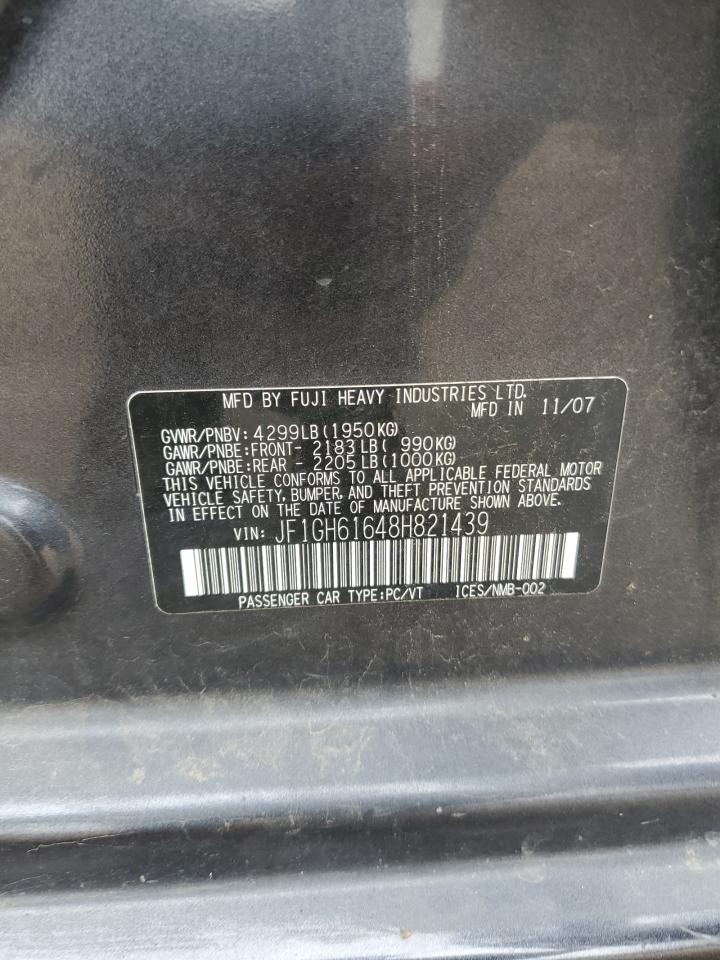 MFD BY FUJI HEAVY INDUSTRIES LTD.
MFD IN 11/07
GVWR/PNBV: 4299LB(1950KG)
GAWR/PNBE:FRONT- 2183LB( 990KG)
GAWR/PNBE:REAR - 2205LB(1000KG)
THIS VEHICLE CONFORMS TO ALL APPLICABLE FEDERAL MOTOR
VEHICLE SAFETY, BUMPER, AND THEFT PREVENTION STANDARDS
IN EFFECT ON THE DATE OF MANUFACTURE SHOWN ABOVE.
VIN: JF1GH61648H821439
PASSENGER CAR TYPE:PC/VT ICES/NMB-002